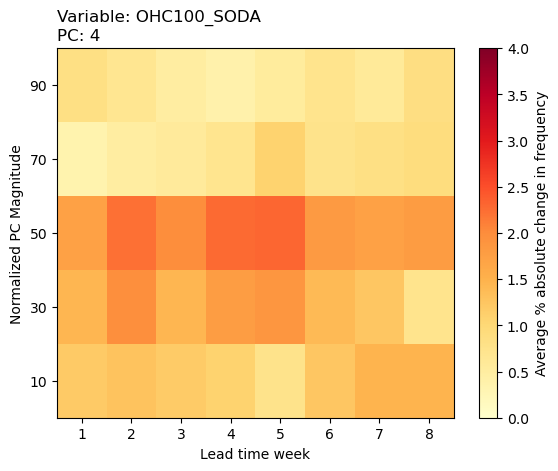 Variable: OHC100_SODA
PC: 4
90
70
50
30
10
Normalized PC Magnitude
1 2 3 4 5 6 7 8
Lead time week
4.0
3.5
3.0
2.5
2.0
1.5
1.0
0.5
0.0
Average % absolute change in frequency